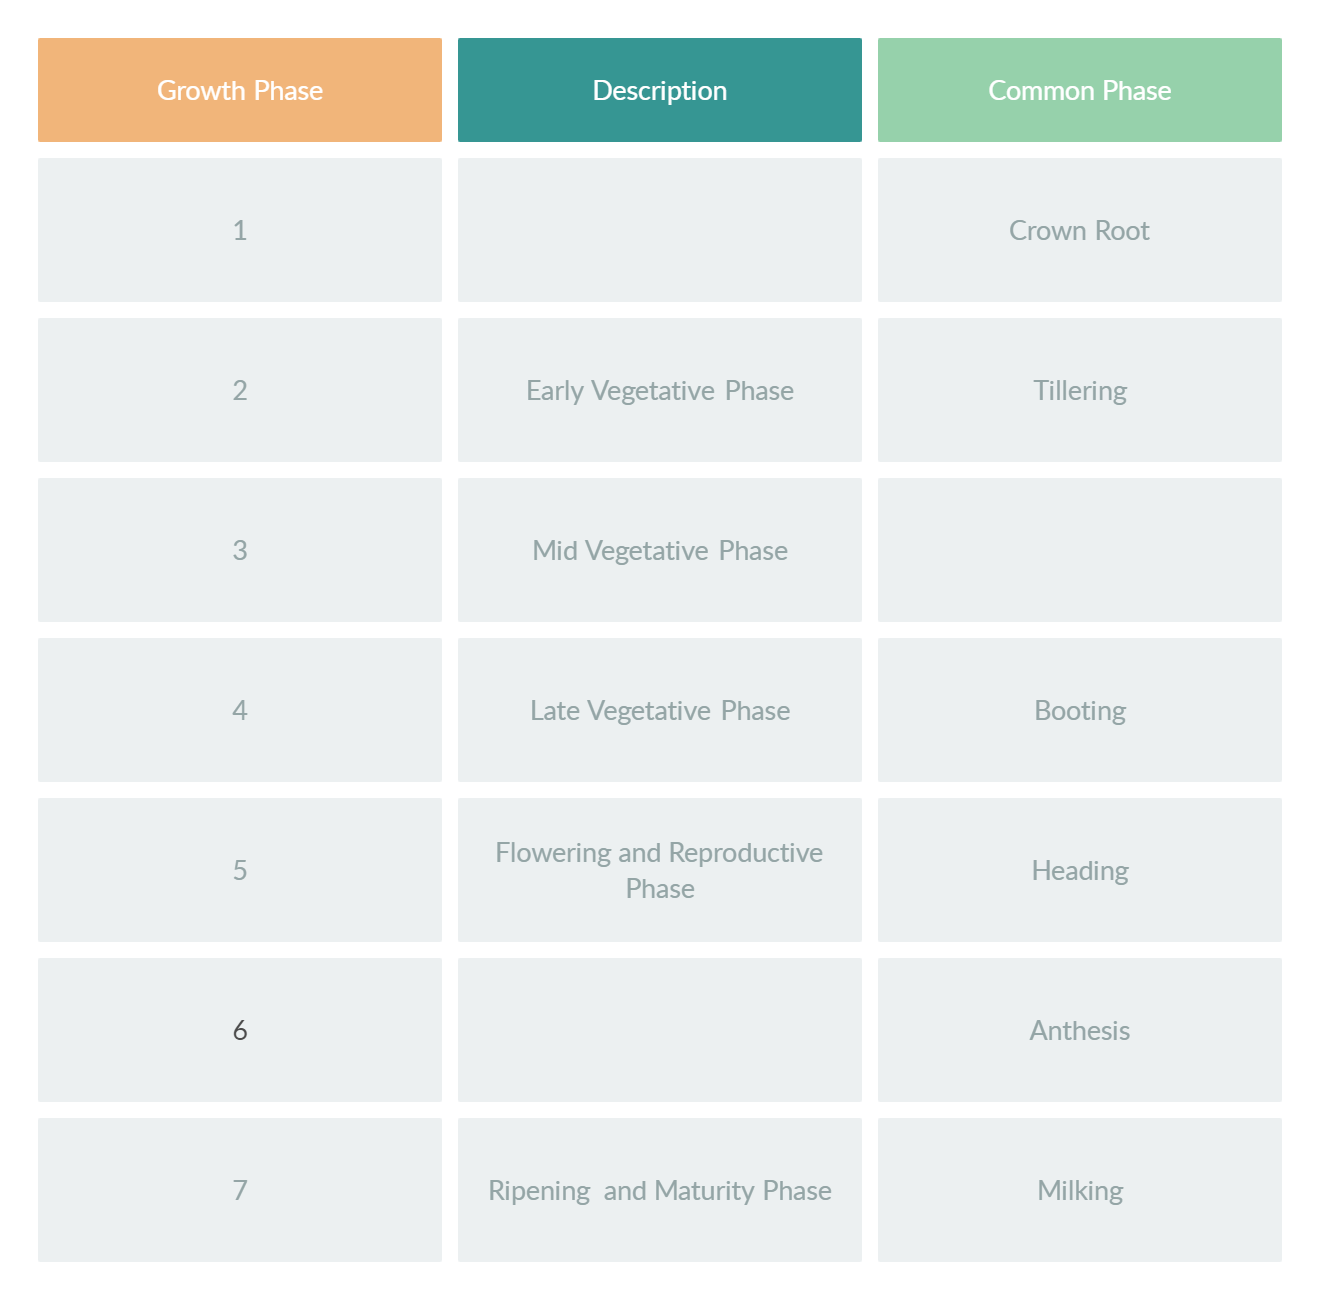 Growth Phase
Description
Common Phase
1
Crown Root
2
Early Vegetative Phase
Tillering
3
Mid Vegetative Phase
4
Late Vegetative Phase
Booting
5
Flowering and Reproductive
Phase
Heading
6
Anthesis
7
Ripening and Maturity Phase
Milking